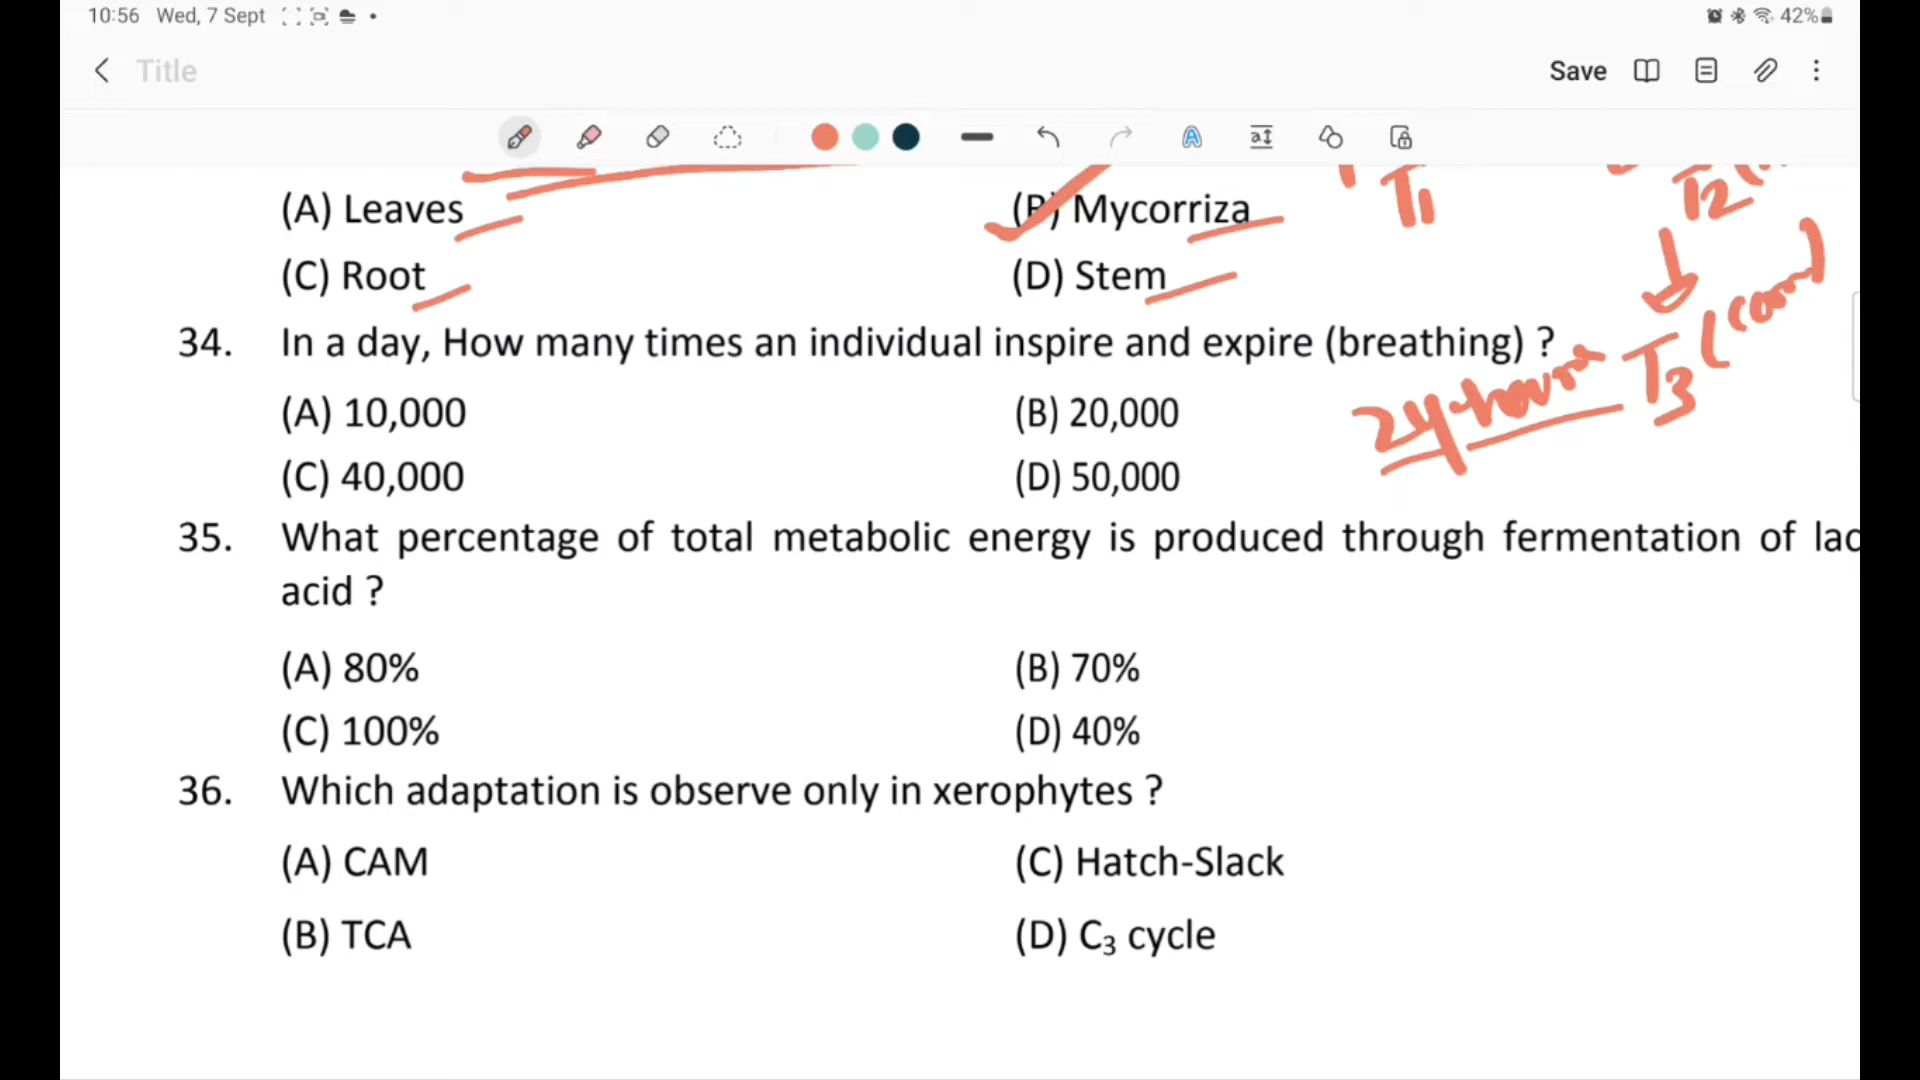 10:56 Wed, 7 Sept 42%
Title Save
(A) Leaves (B) Mycorriza T1 T2
(C) Root (D) Stem
34. In a day, How many times an individual inspire and expire (breathing) ? T3
(A) 10,000 (B) 20,000 24 hours
(C) 40,000 (D) 50,000
35. What percentage of total metabolic energy is produced through fermentation of lac
acid ?
(A) 80% (B) 70%
(C) 100% (D) 40%
36. Which adaptation is observe only in xerophytes ?
(A) CAM (C) Hatch-Slack
(B) TCA (D) C₃ cycle